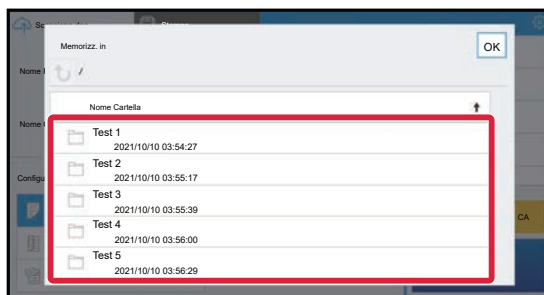 Memorizz. in
OK
/
Nome Cartella
Test 1
2021/10/10 03:54:27
Test 2
2021/10/10 03:55:17
Test 3
2021/10/10 03:55:39
Test 4
2021/10/10 03:56:00
Test 5
2021/10/10 03:56:29
Nome
Nome
Configu
CA